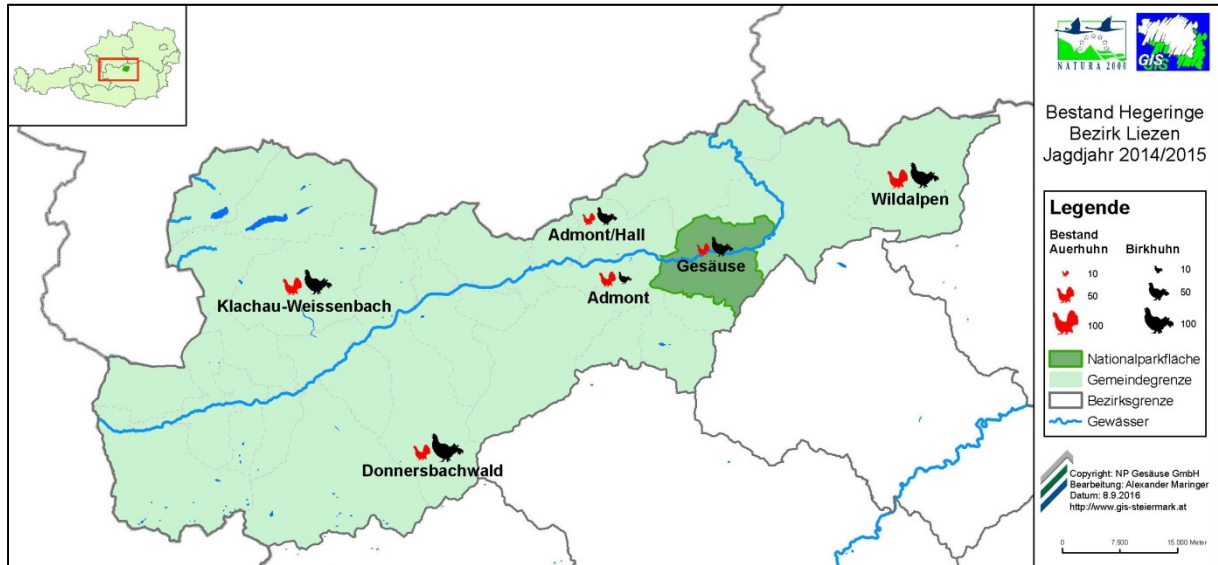 NATURA 2000
GIS
Bestand Hegeringe
Bezirk Liezen
Jagdjahr 2014/2015
Wildalpen
Admont/Hall
Gesäuse
Admont
Klachau-Weissenbach
Donnersbachwald
Legende
Bestand
Auerhuhn Birkhuhn
10 10
50 50
100 100
Nationalparkfläche
Gemeindegrenze
Bezirksgrenze
Gewässer
Copyright: NP Gesäuse GmbH
Bearbeitung: Alexander Maringer
Datum: 8.9.2016
http://www.gis-steiermark.at
0 7.500 15.000 Meter